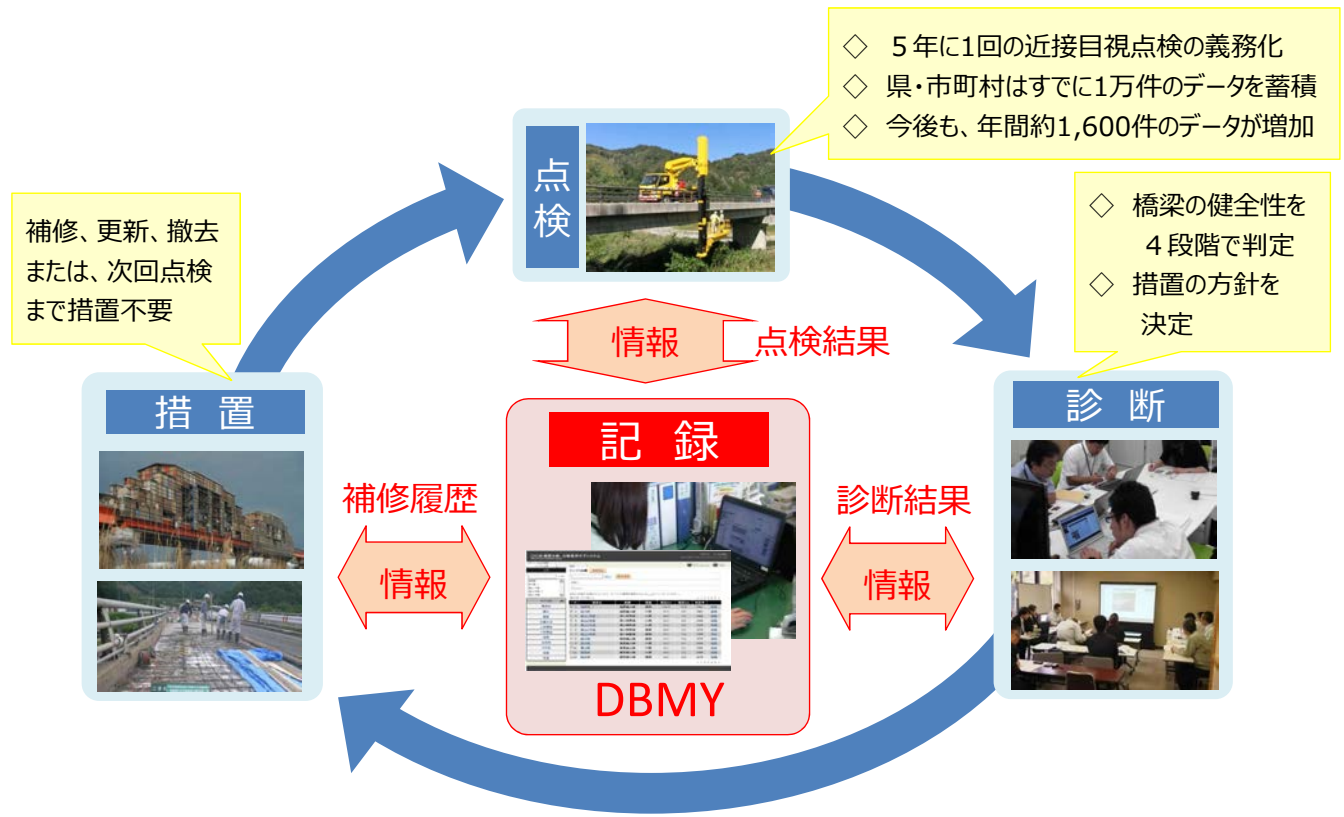 ◇ 5年に1回の近接目視点検の義務化
◇ 県・市町村はすでに1万件のデータを蓄積
◇ 今後も、年間約1,600件のデータが増加
点検
◇ 橋梁の健全性を
4段階で判定
◇ 措置の方針を
決定
補修、更新、撤去
または、次回点検
まで措置不要
情報
点検結果
措 置
記 録
診 断
補修履歴
情報
診断結果
情報
DBMY